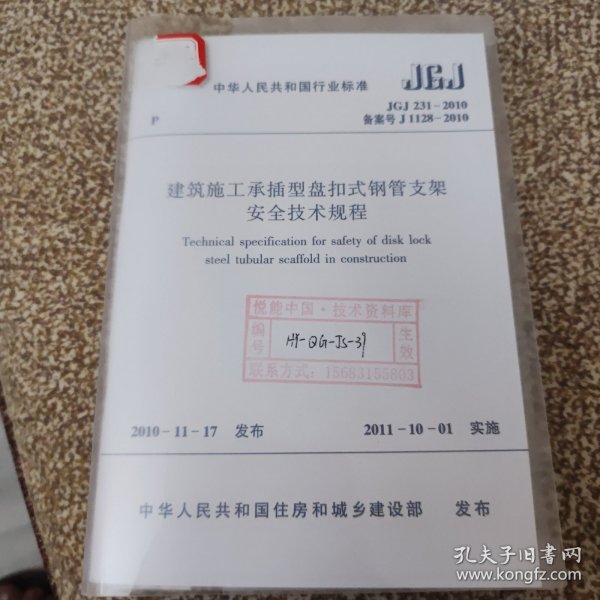 中华人民共和国行业标准
JGJ
JGJ 231-2010
P
备案号 J 1128-2010
建筑施工承插型盘扣式钢管支架
安全技术规程
Technical specification for safety of disk lock
steel tubular scaffold in construction
悦能中国·技术资料库
编号
HY-QG-JS-39
生效
联系方式：15683155803
2010-11-17 发布
2011-10-01 实施
中华人民共和国住房和城乡建设部 发布
孔夫子旧书网
www.kongfz.com